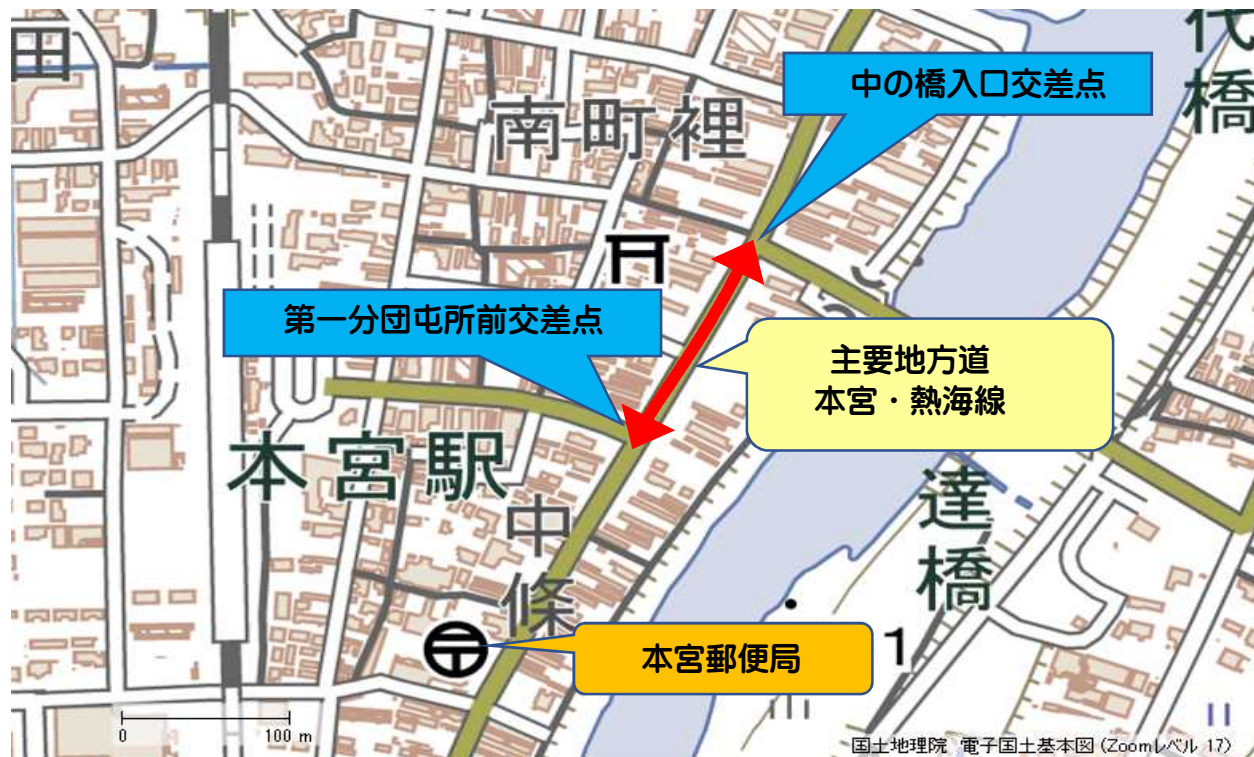 田
代橋
中の橋入口交差点
南町裡
第一分団屯所前交差点
主要地方道
本宮・熱海線
本宮駅
中條
達橋
本宮郵便局
1
0
100 m
国土地理院 電子国土基本図 (Zoomレベル 17)